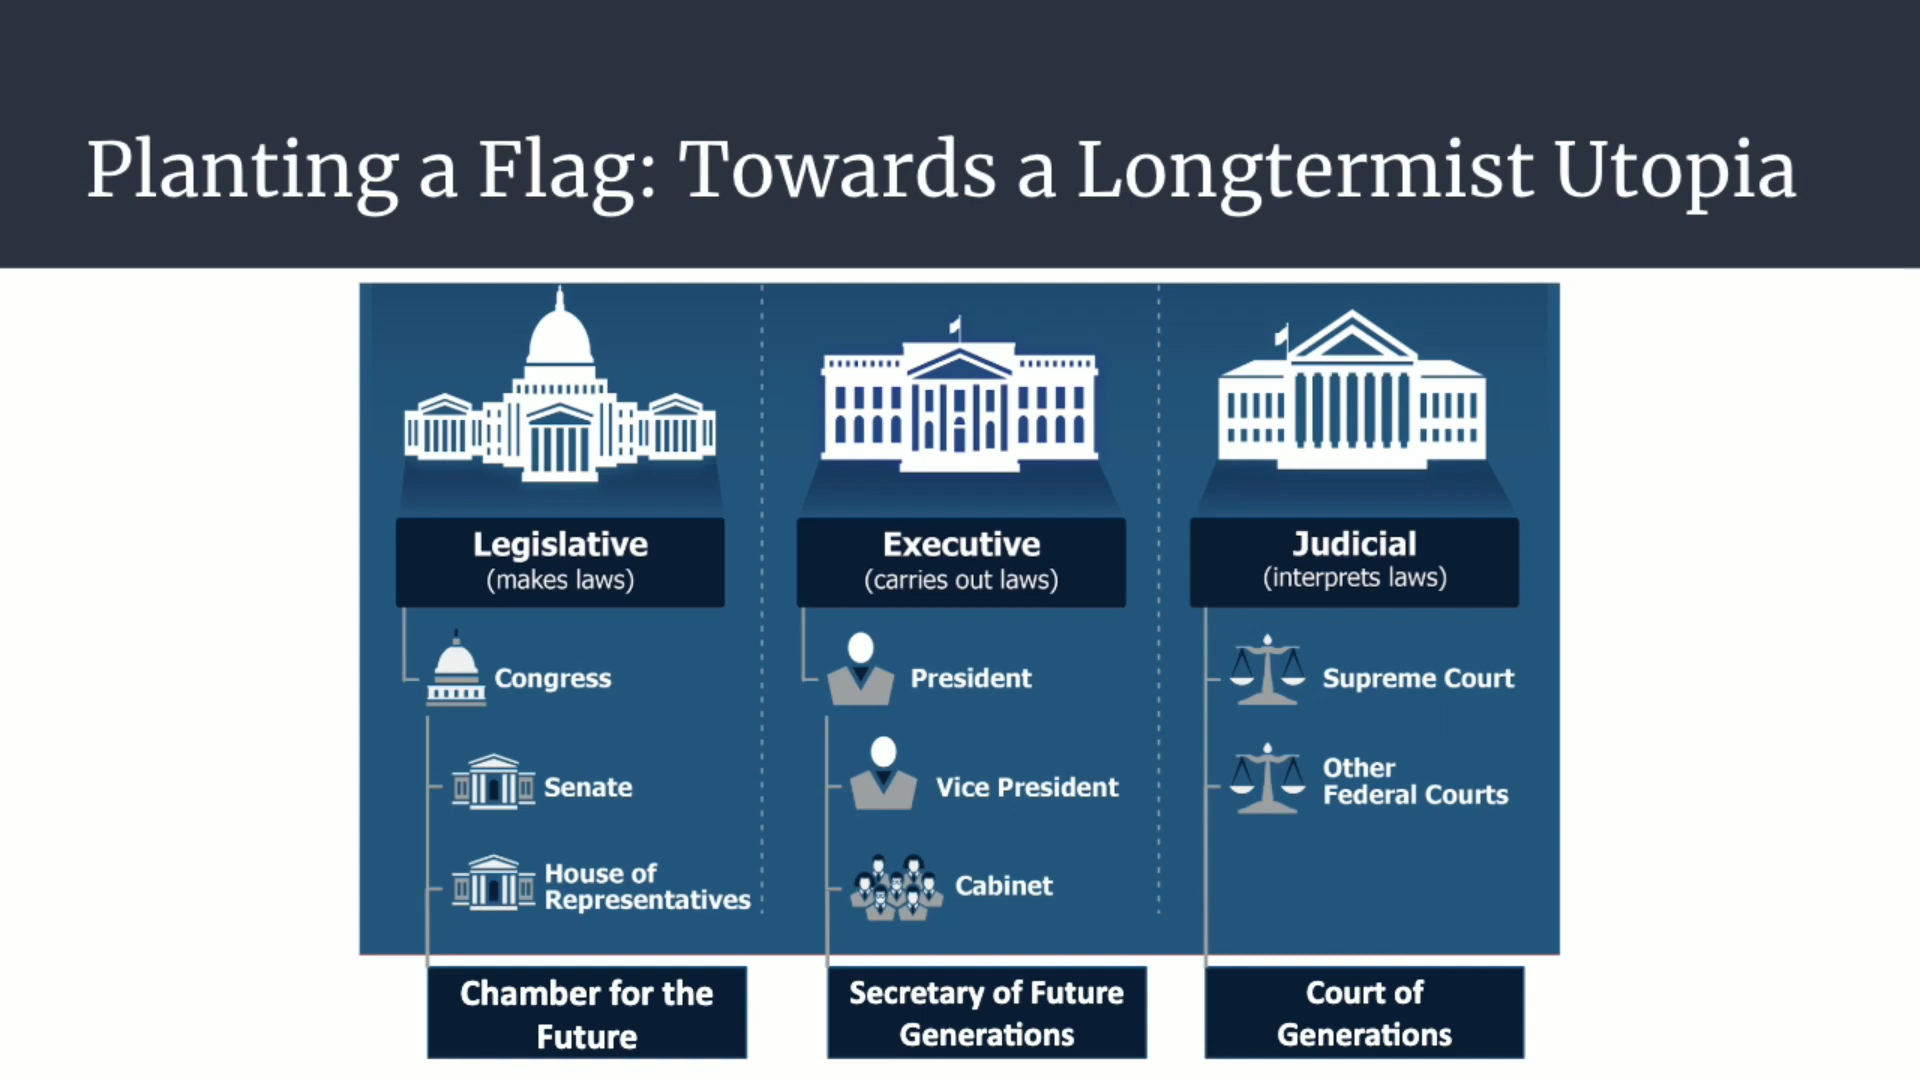 Planting a Flag: Towards a Longtermist Utopia
Legislative
(makes laws)
Congress
Senate
House of
Representatives
Chamber for the
Future
Executive
(carries out laws)
President
Vice President
Cabinet
Secretary of Future
Generations
Judicial
(interprets laws)
Supreme Court
Other
Federal Courts
Court of
Generations